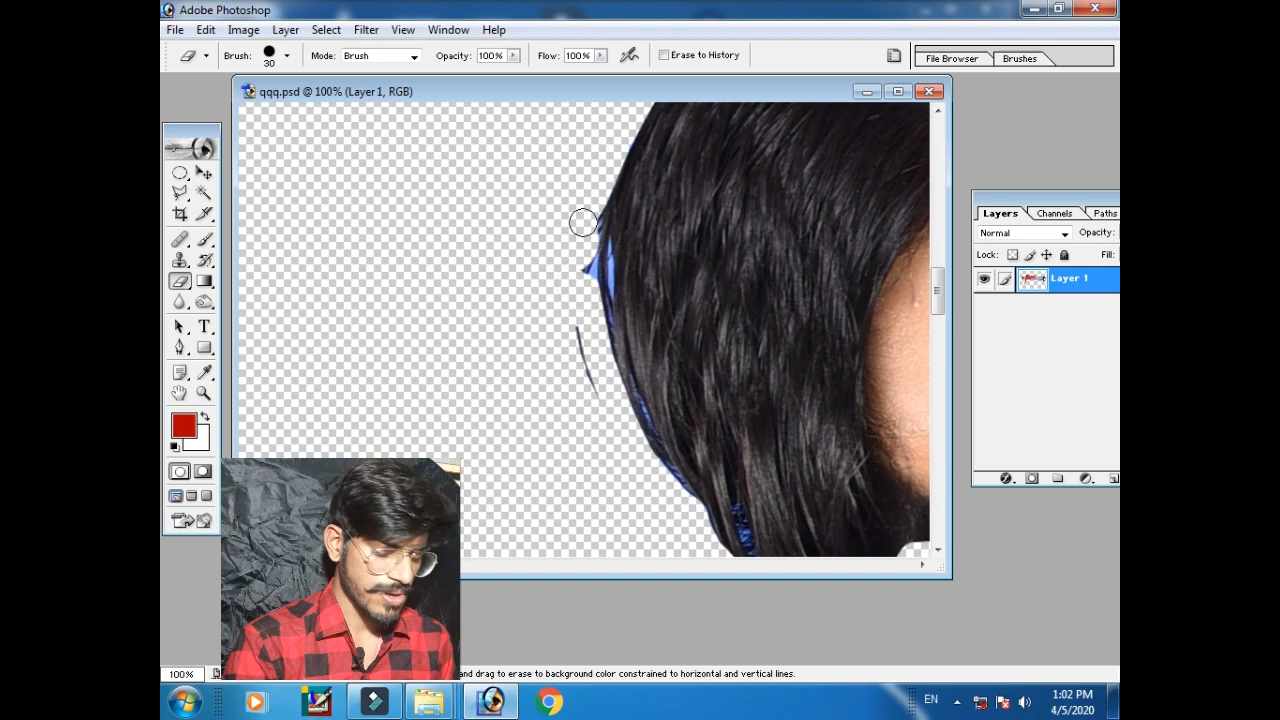 Adobe Photoshop
File Edit Image Layer Select Filter View Window Help
Brush: 30 Mode: Brush Opacity: 100% Flow: 100% Erase to History File Browser Brushes
qqq.psd @ 100% (Layer 1, RGB)
Layers Channels Paths
Normal Opacity:
Lock: Fill:
Layer 1
100% and drag to erase to background color constrained to horizontal and vertical lines.
EN 1:02 PM
4/5/2020